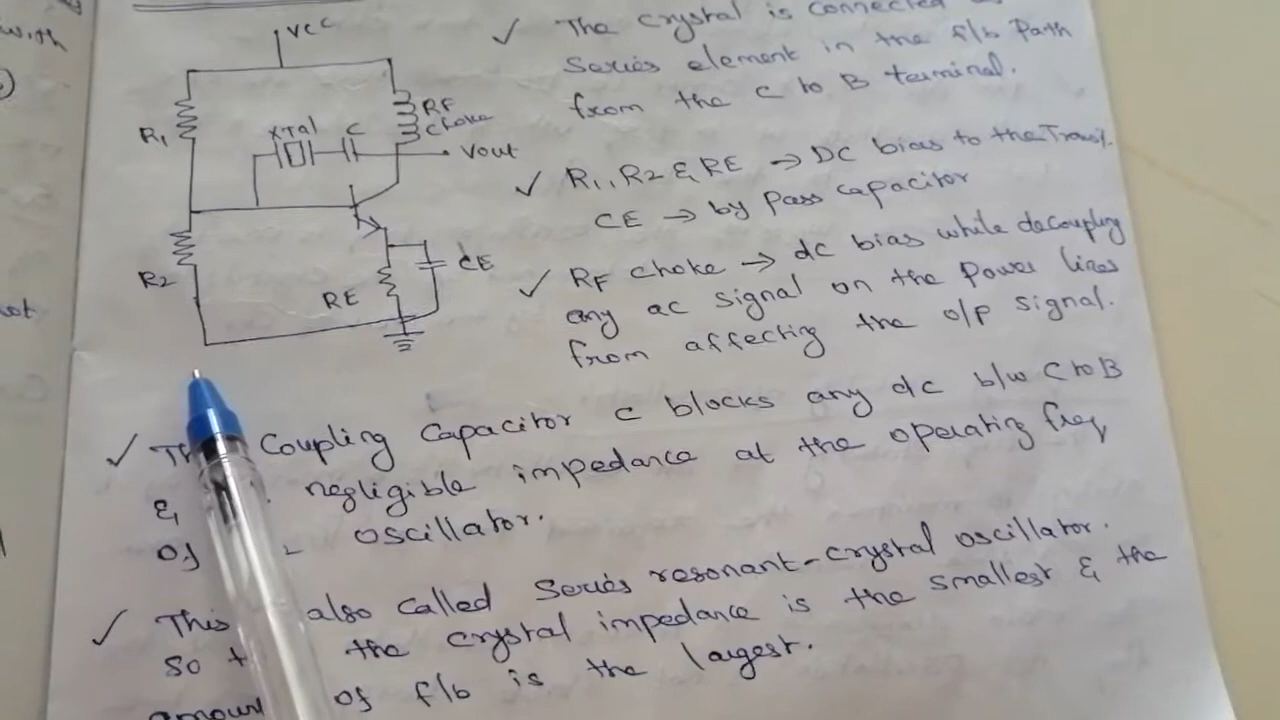 with
VCC
R1
XTal
C
RF
choke
Vout
R2
RE
CE
✓ The crystal is connected as
Series element in the f/b Path
from the C to B terminal.
✓ R1, R2 & RE → DC bias to the Transi.
CE → by pass capacitor
✓ RF choke → dc bias while decoupling
any ac signal on the power lines
from affecting the o/p signal.
✓ Coupling Capacitor C blocks any dc b/w C to B
& negligible impedance at the operating freq
of oscillator.
✓ This also called Series resonant-crystal oscillator.
So the crystal impedance is the smallest & the
amount of f/b is the largest.